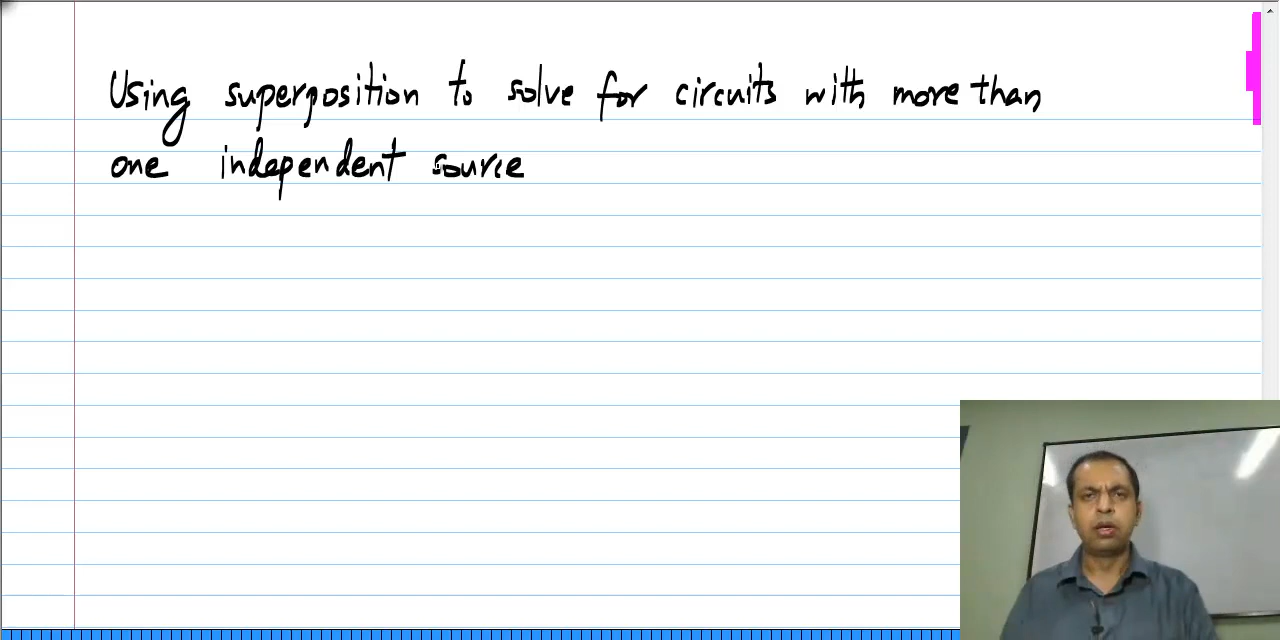 Using superposition to solve for circuits with more than
one independent source